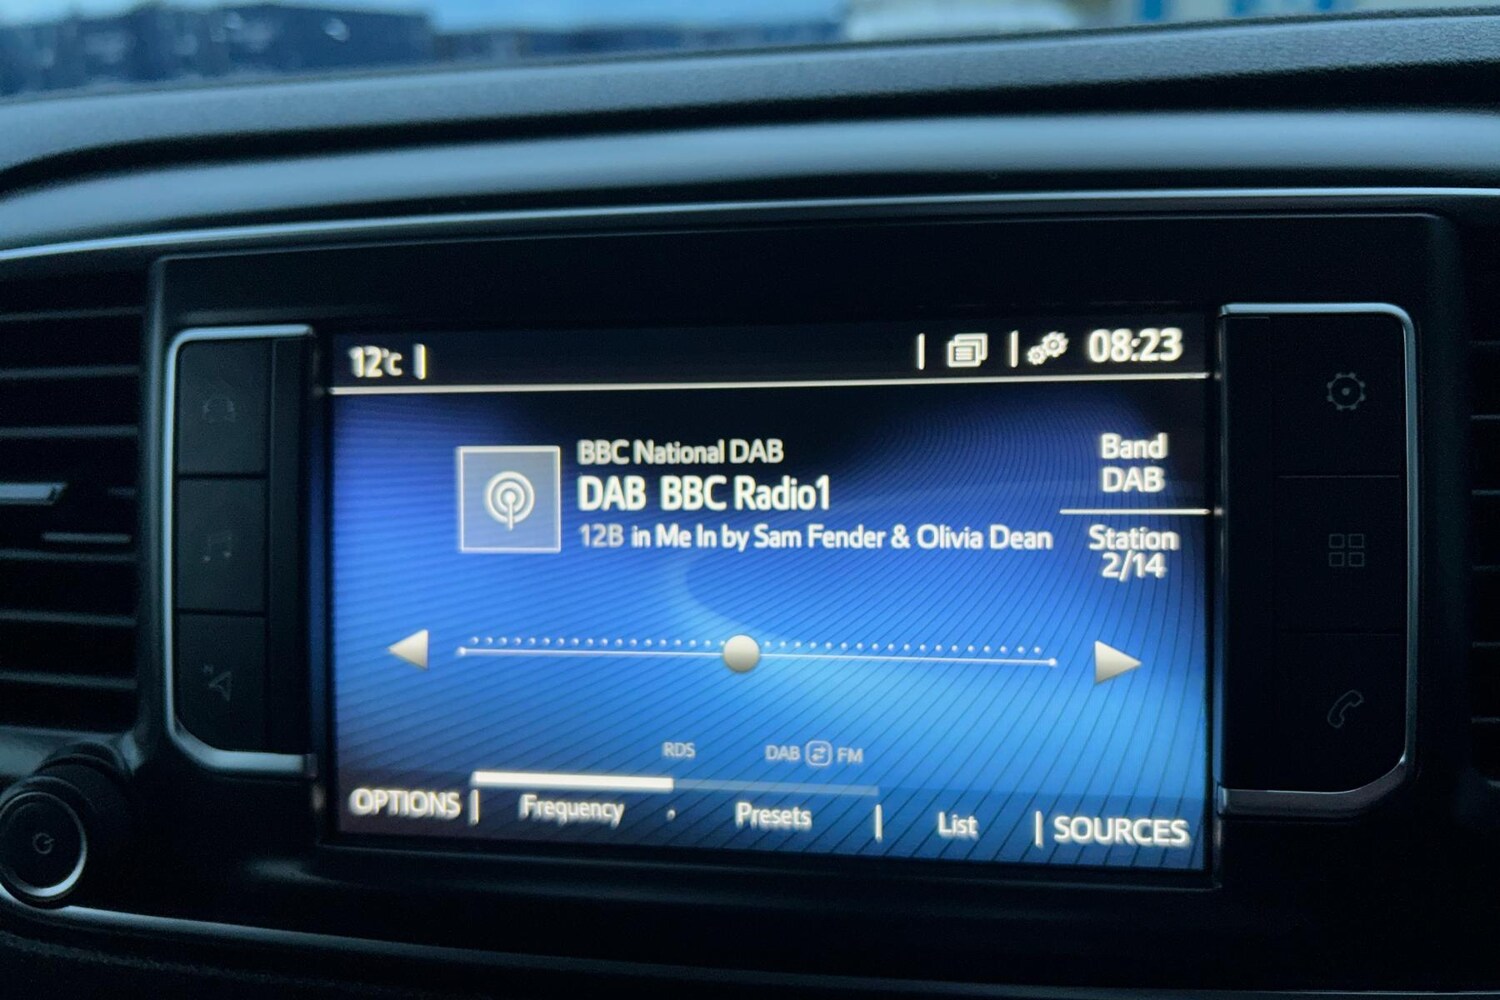 12°c
08:23
BBC National DAB
DAB BBC Radio1
12B in Me In by Sam Fender & Olivia Dean
Band
DAB
Station
2/14
RDS
DAB FM
OPTIONS
Frequency
Presets
List
SOURCES